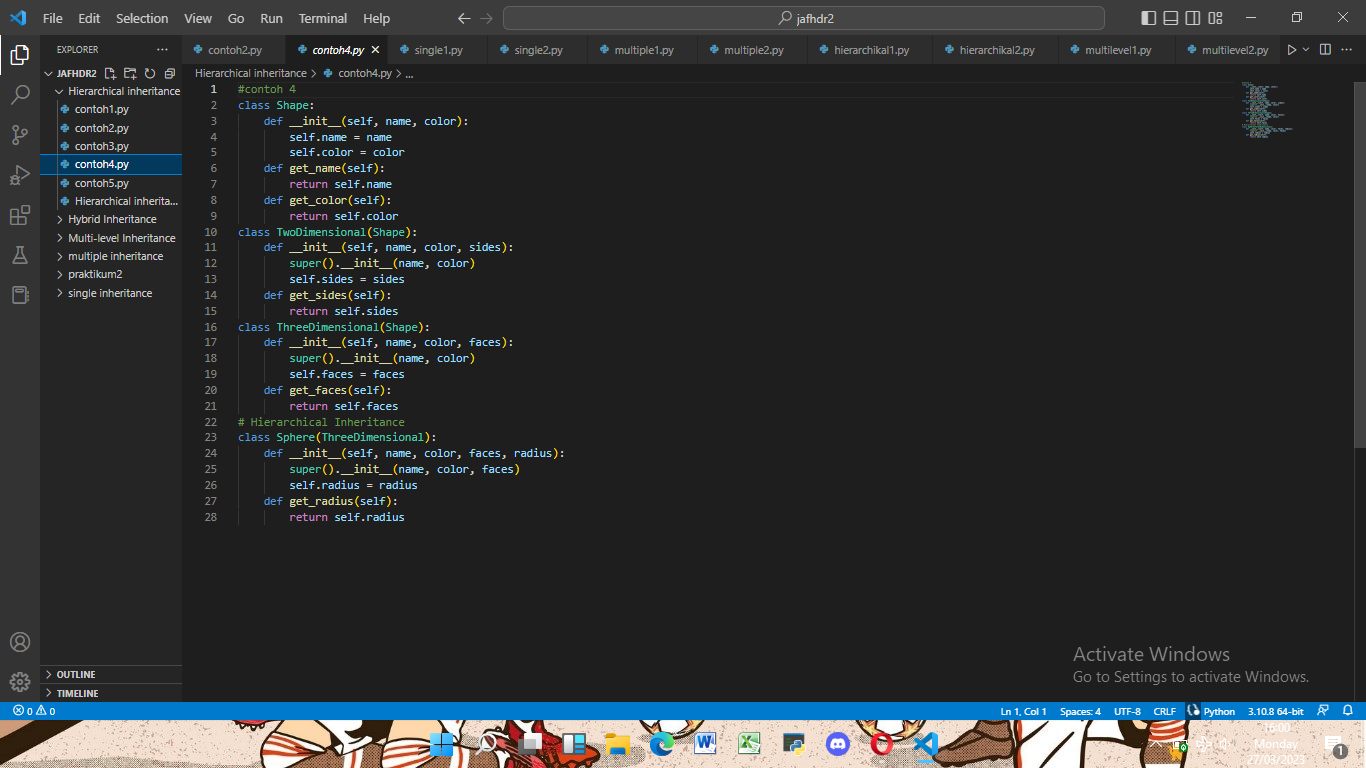 File Edit Selection View Go Run Terminal Help jafhdr2
EXPLORER
contoh2.py contoh4.py single1.py single2.py multiple1.py multiple2.py hierarchikal1.py hierarchikal2.py multilevel1.py multilevel2.py
JAFHDR2
Hierarchical inheritance
contoh1.py
contoh2.py
contoh3.py
contoh4.py
contoh5.py
Hierarchical inherita...
Hybrid Inheritance
Multi-level Inheritance
multiple inheritance
praktikum2
single inheritance
OUTLINE
TIMELINE
Hierarchical inheritance > contoh4.py > ...
1 #contoh 4
2 class Shape:
3     def __init__(self, name, color):
4         self.name = name
5         self.color = color
6     def get_name(self):
7         return self.name
8     def get_color(self):
9         return self.color
10 class TwoDimensional(Shape):
11     def __init__(self, name, color, sides):
12         super().__init__(name, color)
13         self.sides = sides
14     def get_sides(self):
15         return self.sides
16 class ThreeDimensional(Shape):
17     def __init__(self, name, color, faces):
18         super().__init__(name, color)
19         self.faces = faces
20     def get_faces(self):
21         return self.faces
22 # Hierarchical Inheritance
23 class Sphere(ThreeDimensional):
24     def __init__(self, name, color, faces, radius):
25         super().__init__(name, color, faces)
26         self.radius = radius
27     def get_radius(self):
28         return self.radius
Activate Windows
Go to Settings to activate Windows.
0 0 Ln 1, Col 1 Spaces: 4 UTF-8 CRLF Python 3.10.8 64-bit
16:00
Monday
27/03/2023
1